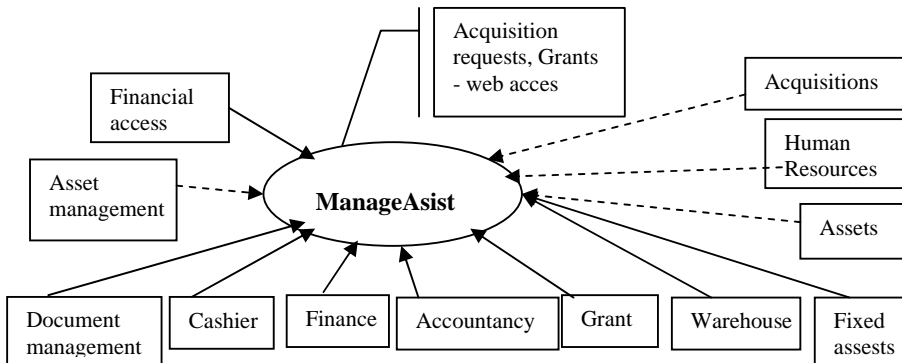 Acquisition
requests, Grants
- web acces
Financial
access
Acquisitions
Human
Resources
Asset
management
ManageAsist
Assets
Document
management
Cashier
Finance
Accountancy
Grant
Warehouse
Fixed
assests